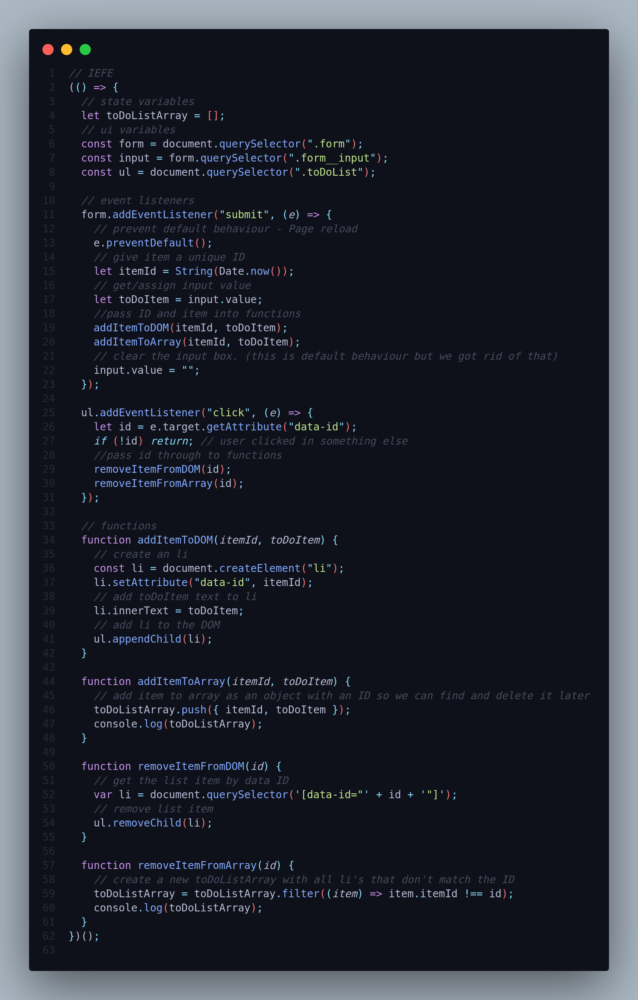 1 // IEFE
2 (() => {
3   // state variables
4   let toDoListArray = [];
5   // ui variables
6   const form = document.querySelector(".form");
7   const input = form.querySelector(".form__input");
8   const ul = document.querySelector(".toDoList");
9
10   // event listeners
11   form.addEventListener("submit", (e) => {
12     // prevent default behaviour - Page reload
13     e.preventDefault();
14     // give item a unique ID
15     let itemId = String(Date.now());
16     // get/assign input value
17     let toDoItem = input.value;
18     //pass ID and item into functions
19     addItemToDOM(itemId, toDoItem);
20     addItemToArray(itemId, toDoItem);
21     // clear the input box. (this is default behaviour but we got rid of that)
22     input.value = "";
23   });
24
25   ul.addEventListener("click", (e) => {
26     let id = e.target.getAttribute("data-id");
27     if (!id) return; // user clicked in something else
28     //pass id through to functions
29     removeItemFromDOM(id);
30     removeItemFromArray(id);
31   });
32
33   // functions
34   function addItemToDOM(itemId, toDoItem) {
35     // create an li
36     const li = document.createElement("li");
37     li.setAttribute("data-id", itemId);
38     // add toDoItem text to li
39     li.innerText = toDoItem;
40     // add li to the DOM
41     ul.appendChild(li);
42   }
43
44   function addItemToArray(itemId, toDoItem) {
45     // add item to array as an object with an ID so we can find and delete it later
46     toDoListArray.push({ itemId, toDoItem });
47     console.log(toDoListArray);
48   }
49
50   function removeItemFromDOM(id) {
51     // get the list item by data ID
52     var li = document.querySelector('[data-id="' + id + '"]');
53     // remove list item
54     ul.removeChild(li);
55   }
56
57   function removeItemFromArray(id) {
58     // create a new toDoListArray with all li's that don't match the ID
59     toDoListArray = toDoListArray.filter((item) => item.itemId !== id);
60     console.log(toDoListArray);
61   }
62 })();
63